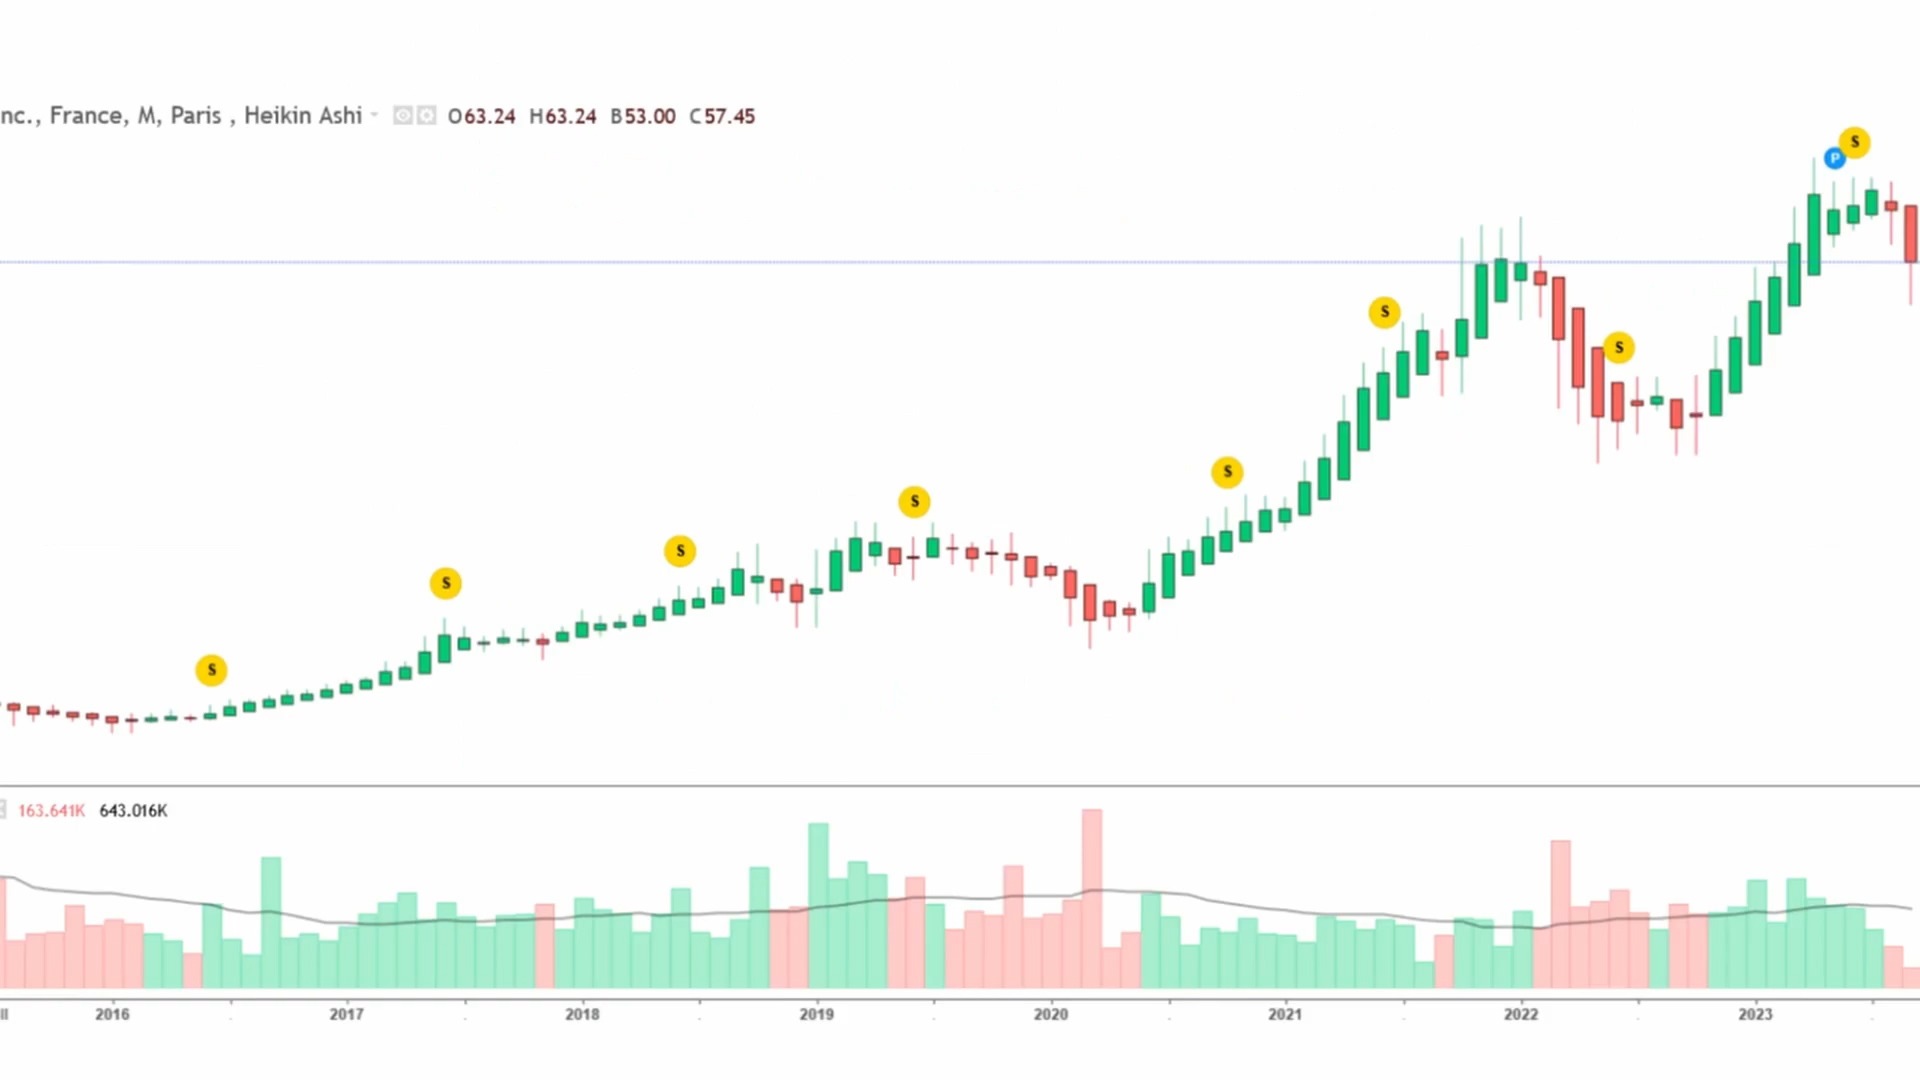 nc., France, M, Paris , Heikin Ashi O63.24 H63.24 B53.00 C57.45
P $
$
$
$
$
$
$
$
163.641K 643.016K
2016 2017 2018 2019 2020 2021 2022 2023